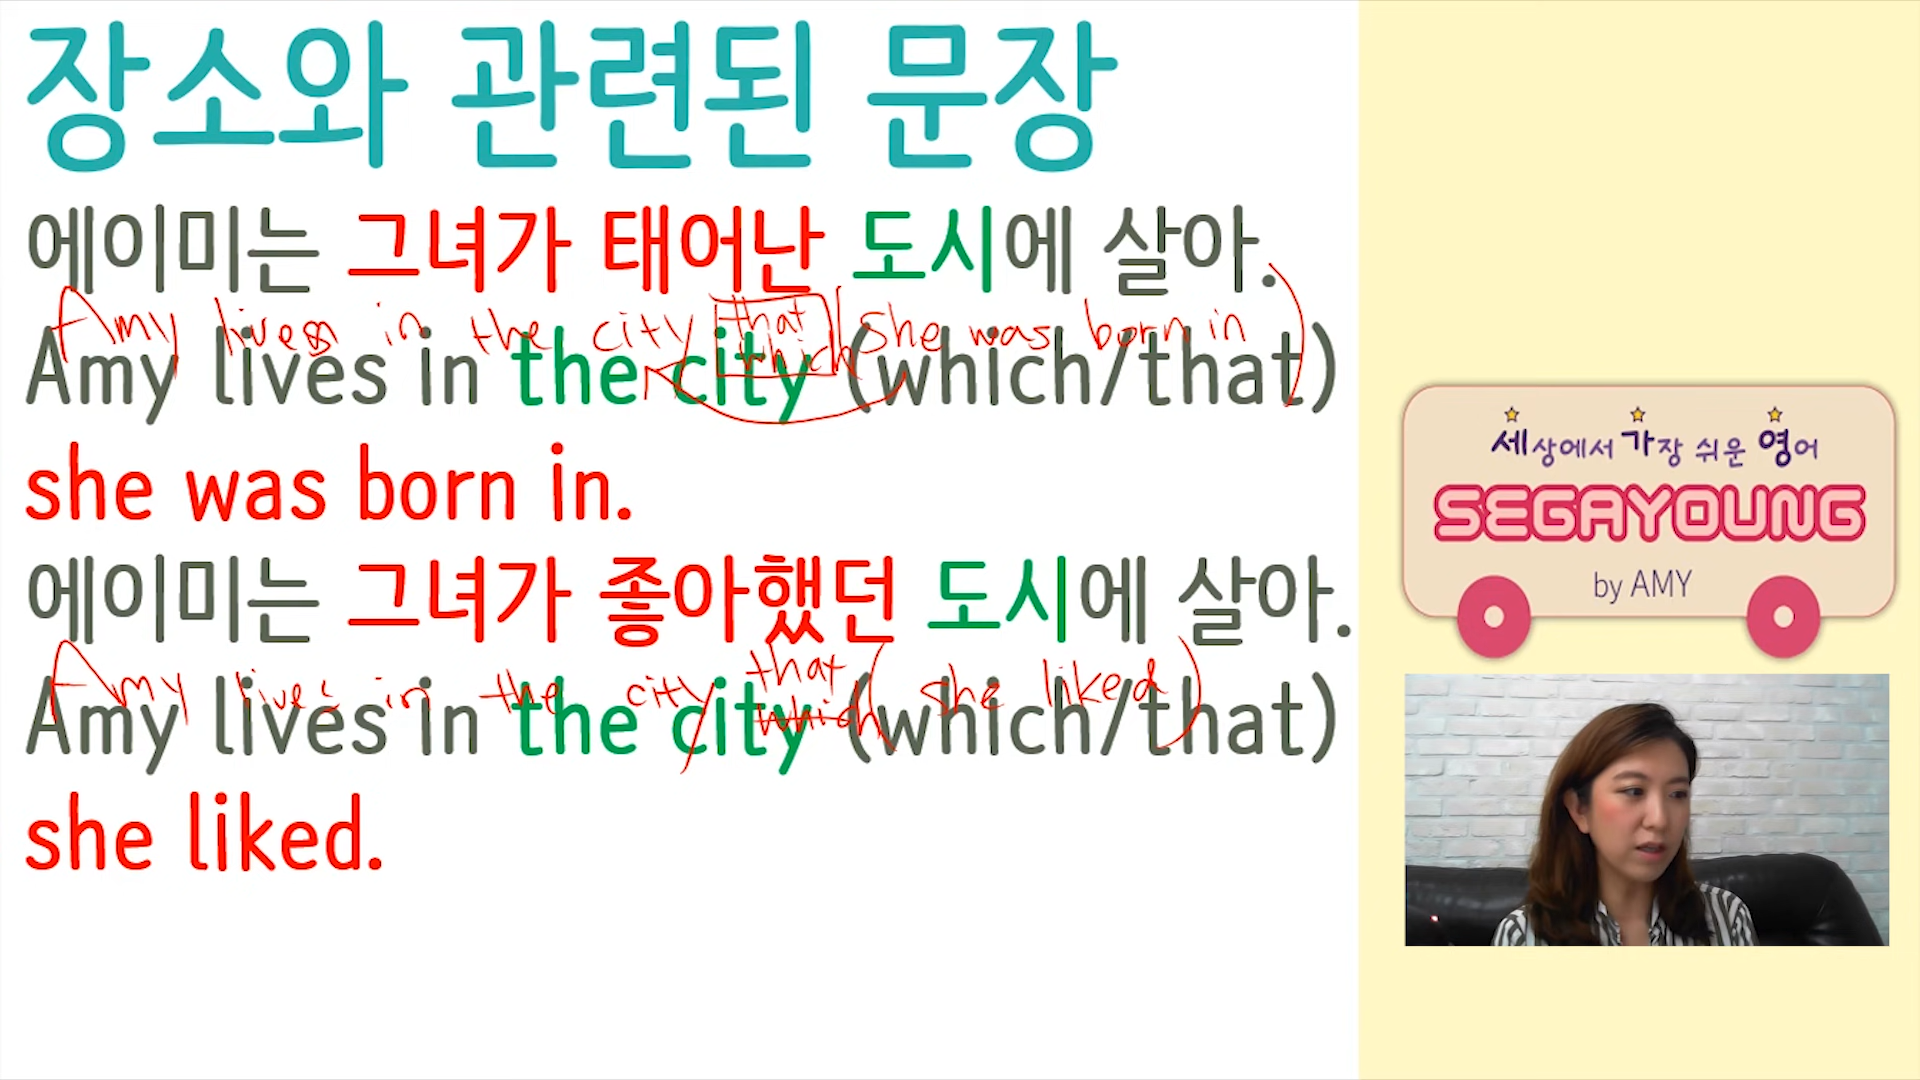 장소와 관련된 문장
에이미는 그녀가 태어난 도시에 살아.
Amy lives in the city that she was born in
which
Amy lives in the city (which/that)
she was born in.
에이미는 그녀가 좋아했던 도시에 살아.
Amy lives in the city that she liked
which
Amy lives in the city (which/that)
she liked.
세상에서 가장 쉬운 영어
SEGAYOUNG
by AMY